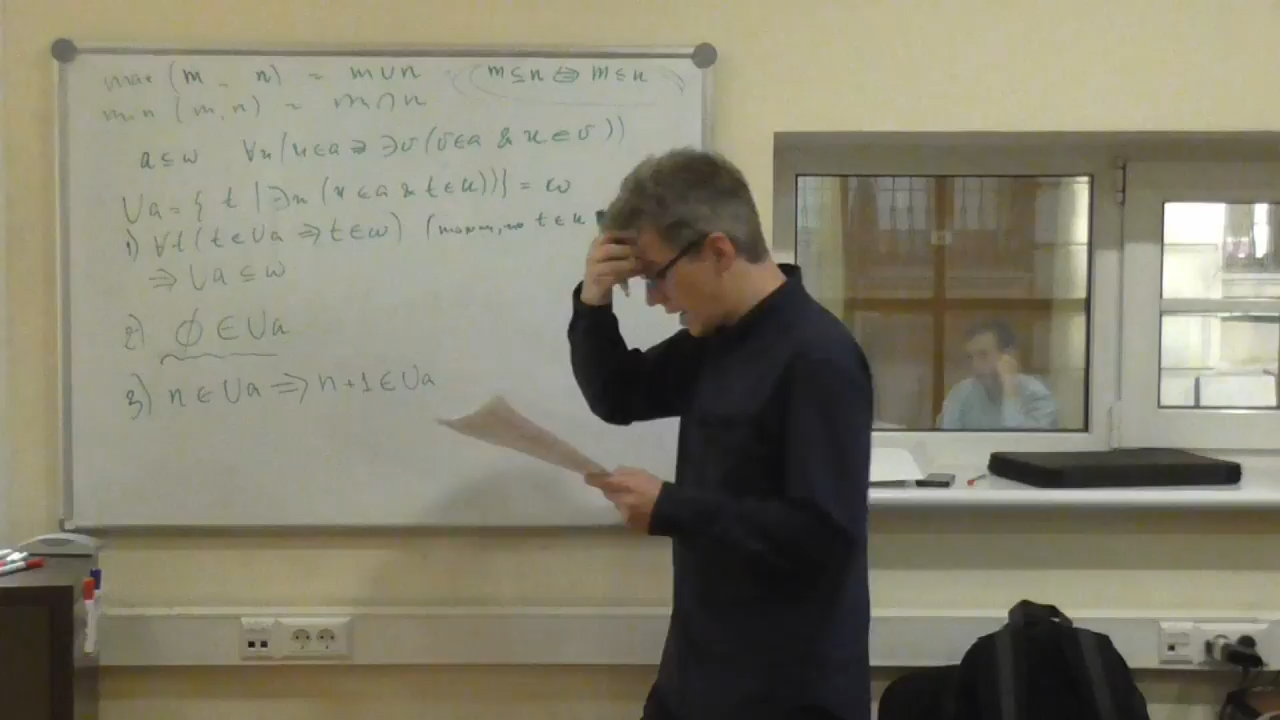 max (m, n) = m ∪ n (m ⊆ n ⇔ m ≤ n)
min (m, n) = m ∩ n
a ⊆ ω ∀u(u ∈ a ⇒ ∃v(v ∈ a & u ∈ v))
∪a = { t | ∃u (u ∈ a & t ∈ u))} = ω
1) ∀t (t ∈ ∪a ⇒ t ∈ ω) ( t ∈ u
⇒ ∪a ⊆ ω
2) ∅ ∈ ∪a
3) n ∈ ∪a ⇒ n + 1 ∈ ∪a